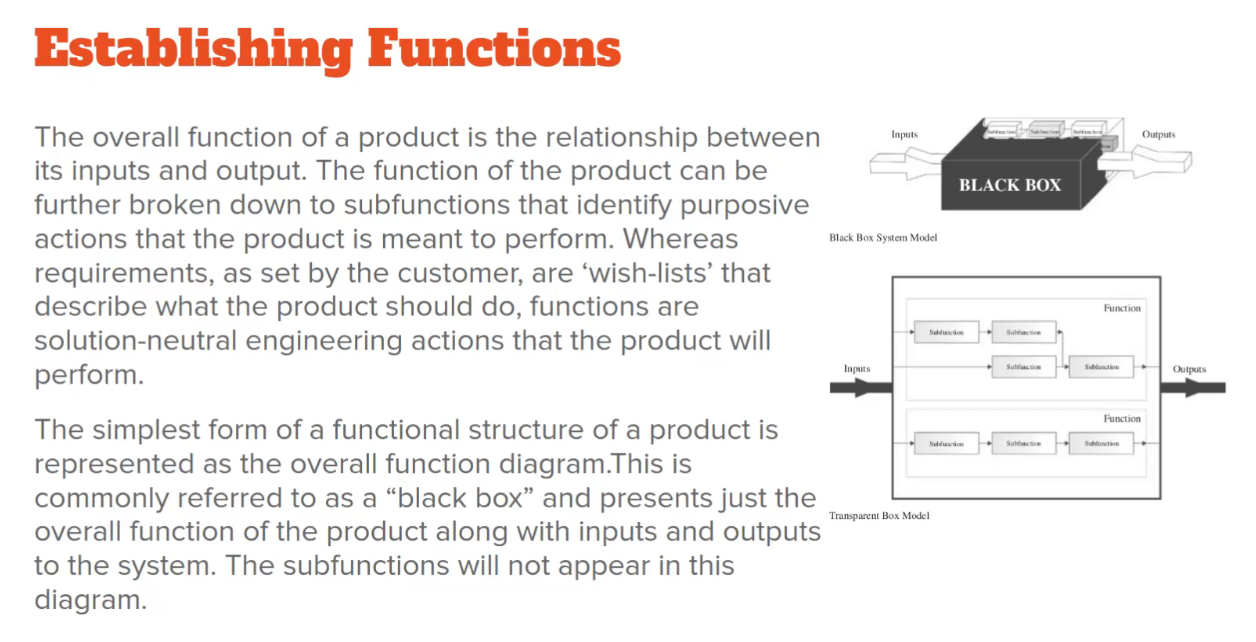 Establishing Functions
The overall function of a product is the relationship between
its inputs and output. The function of the product can be
further broken down to subfunctions that identify purposive
actions that the product is meant to perform. Whereas
requirements, as set by the customer, are ‘wish-lists’ that
describe what the product should do, functions are
solution-neutral engineering actions that the product will
perform.
The simplest form of a functional structure of a product is
represented as the overall function diagram.This is
commonly referred to as a “black box” and presents just the
overall function of the product along with inputs and outputs
to the system. The subfunctions will not appear in this
diagram.
Inputs
Subfunction
Subfunction
Subfunction
Outputs
BLACK BOX
Black Box System Model
Function
Subfunction
Subfunction
Inputs
Subfunction
Subfunction
Outputs
Function
Subfunction
Subfunction
Subfunction
Transparent Box Model